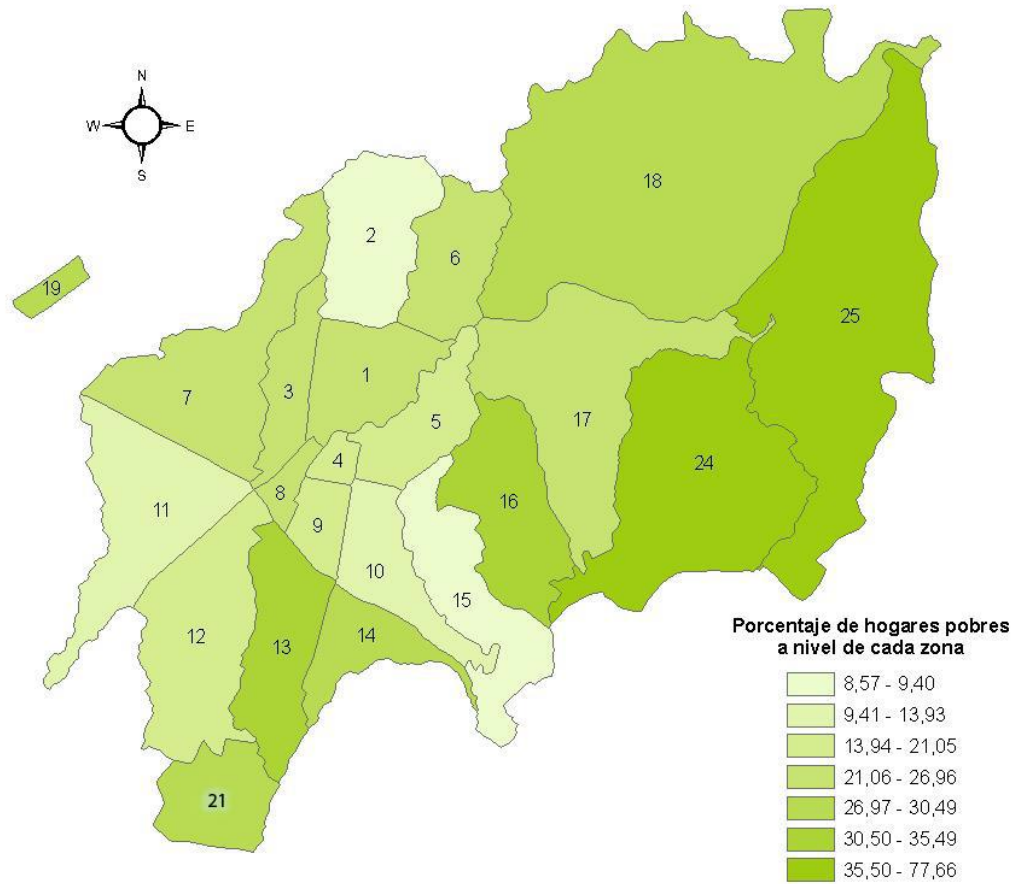 N
W E
S
18
2
6
19
25
1
7
3
5
17
4
24
8
11
16
9
10
15
12
13
14
21
Porcentaje de hogares pobres
a nivel de cada zona
8,57 - 9,40
9,41 - 13,93
13,94 - 21,05
21,06 - 26,96
26,97 - 30,49
30,50 - 35,49
35,50 - 77,66